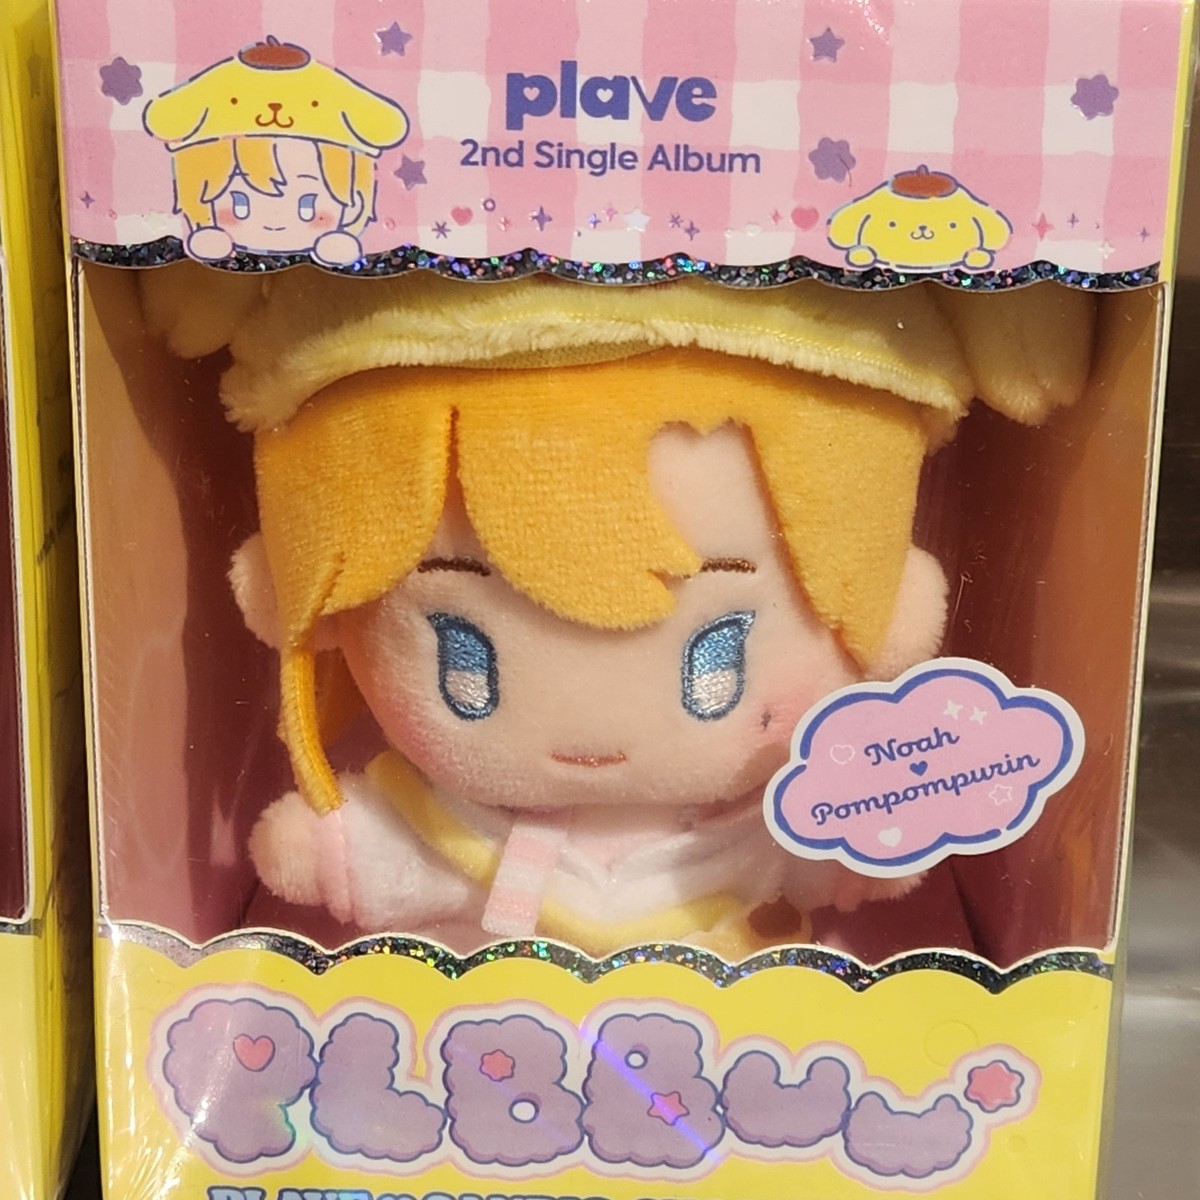 plave
2nd Single Album
Noah
Pompompurin
PLBBUU